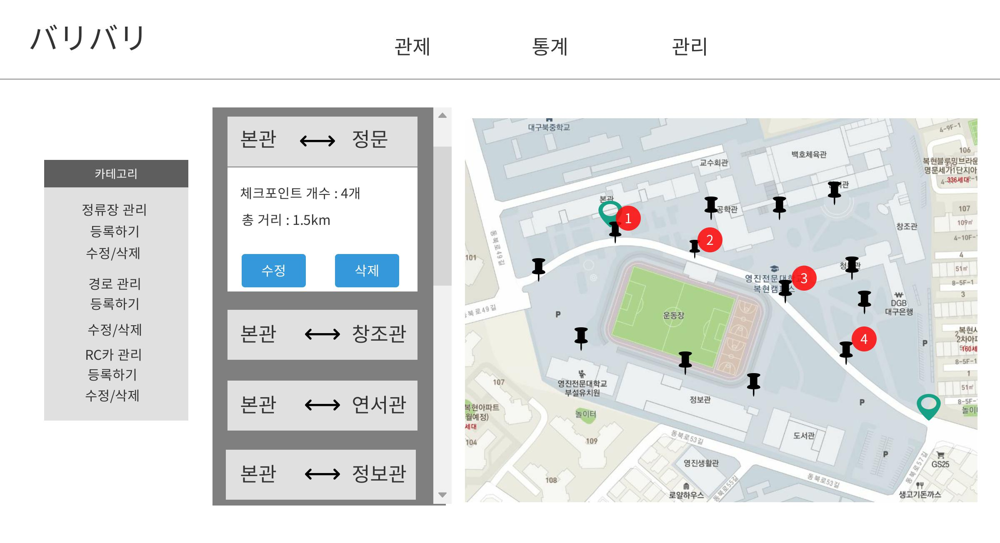 バリバリ
관제
통계
관리
카테고리
정류장 관리
등록하기
수정/삭제
경로 관리
등록하기
수정/삭제
RC카 관리
등록하기
수정/삭제
본관 ↔ 정문
체크포인트 개수 : 4개
총 거리 : 1.5km
수정
삭제
본관 ↔ 창조관
본관 ↔ 연서관
본관 ↔ 정보관
대구북중학교
교수회관
백호체육관
본관
공학관
창조관
1
2
3
4
동북로49길
동북로49길
영진전문대학교
복현캠퍼스
운동장
DGB
대구은행
P
P
P
P
영진전문대학교
부설유치원
정보관
놀이터
도서관
동북로53길
동북로53길
동북로55길
동북로57길
영진생활관
로얄하우스
GS25
생고기돈까스
101
107
복현아파트
월예정)
세대
104
109
108
4-9F-1
106
복현블루밍브라운
명문세가1단지아
336세대
107
109㎡
4-10F-
4
51㎡
8-5F-1
3
2차아
160세
8-5F-1
1
51㎡
8-5F-